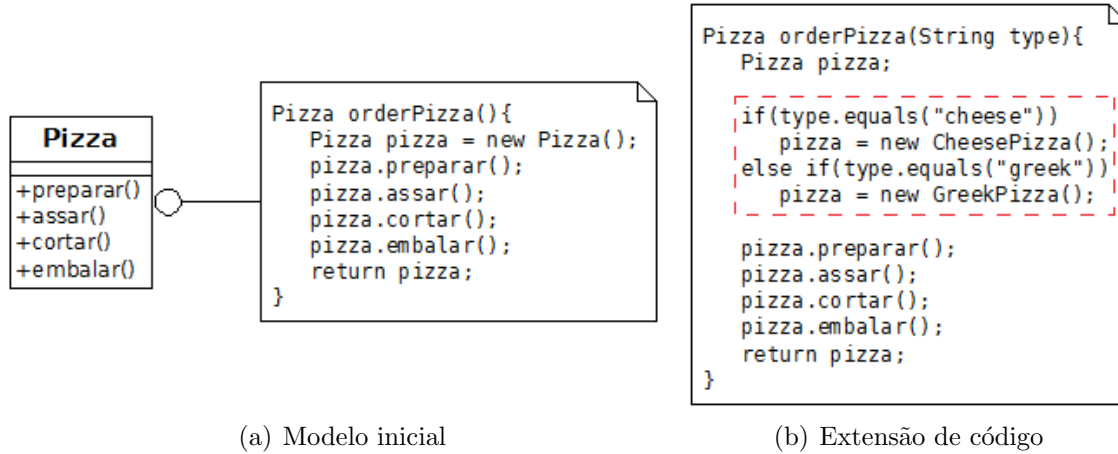 Pizza
+preparar()
+assar()
+cortar()
+embalar()
Pizza orderPizza(){
Pizza pizza = new Pizza();
pizza.preparar();
pizza.assar();
pizza.cortar();
pizza.embalar();
return pizza;
}
(a) Modelo inicial
Pizza orderPizza(String type){
Pizza pizza;
if(type.equals("cheese"))
pizza = new CheesePizza();
else if(type.equals("greek"))
pizza = new GreekPizza();
pizza.preparar();
pizza.assar();
pizza.cortar();
pizza.embalar();
return pizza;
}
(b) Extensão de código